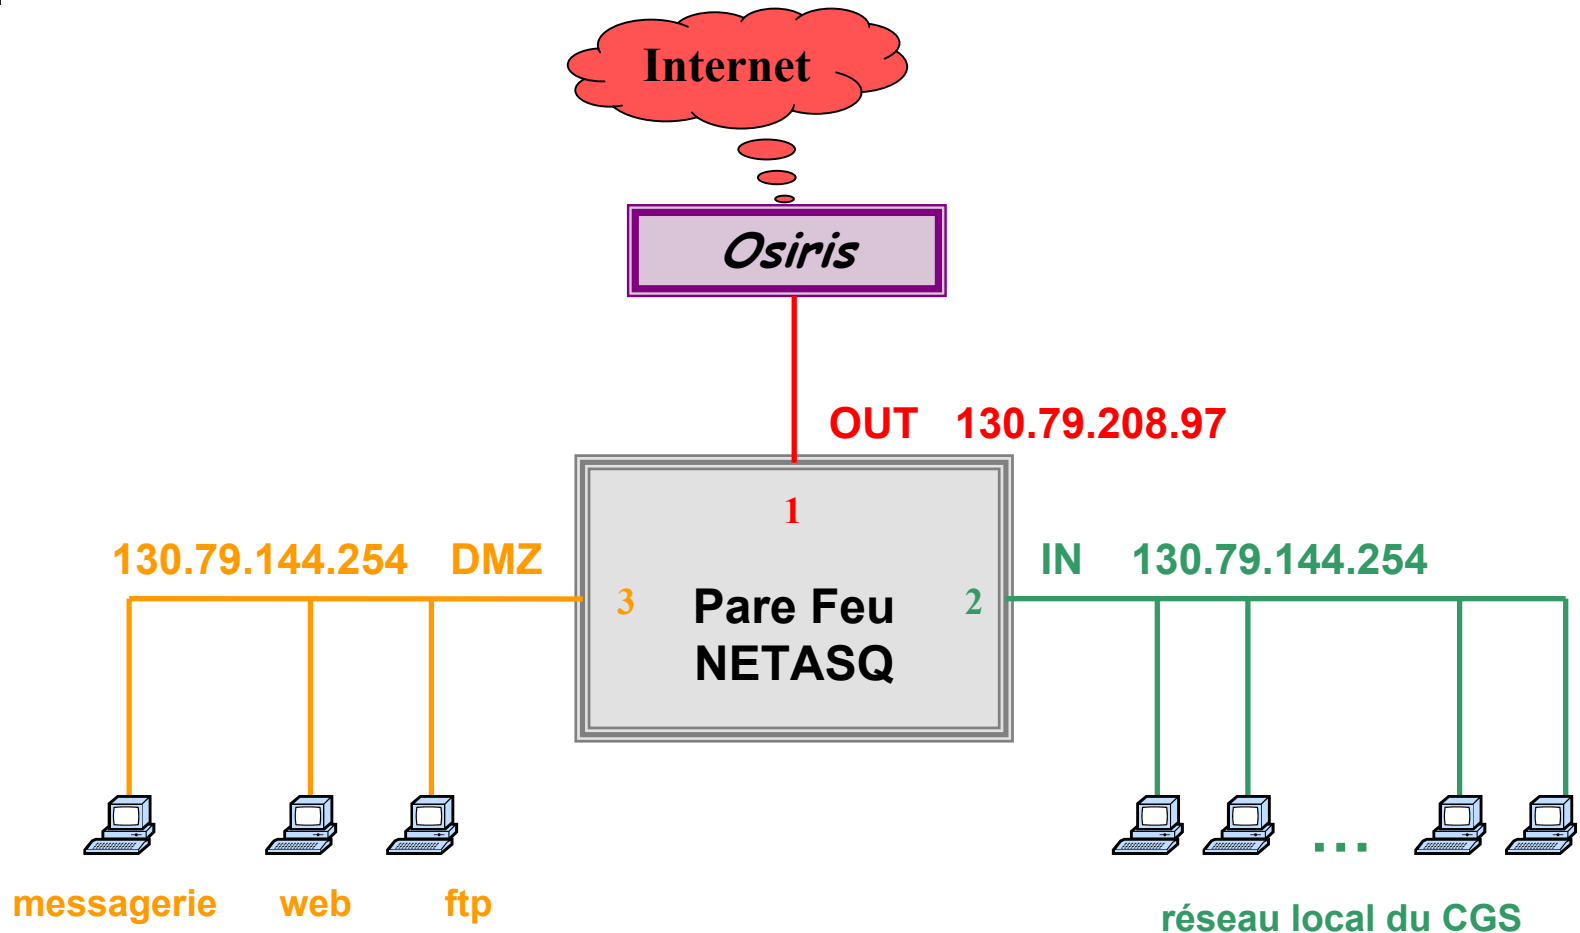 Internet
Osiris
OUT 130.79.208.97
1
130.79.144.254 DMZ
IN 130.79.144.254
3
Pare Feu
NETASQ
2
...
messagerie
web
ftp
réseau local du CGS